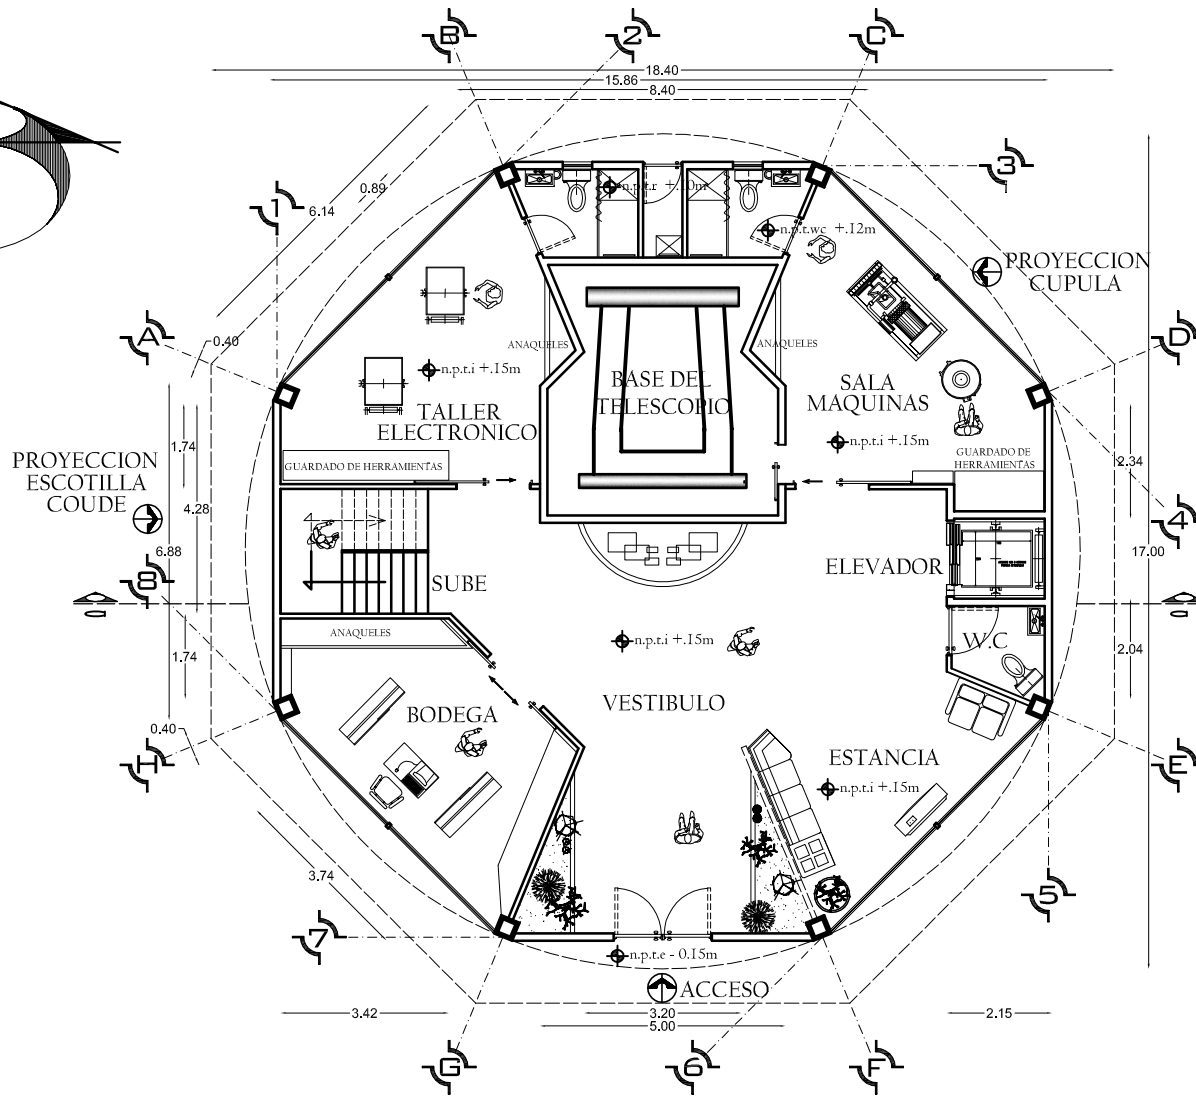 B
2
C
18.40
15.86
8.40
3
0.89
1
6.14
n.p.t.r +.10m
n.p.t.wc +.12m
PROYECCION
CUPULA
A
0.40
D
ANAQUELES
ANAQUELES
n.p.t.i +.15m
BASE DEL
TELESCOPIO
SALA
MAQUINAS
TALLER
ELECTRONICO
n.p.t.i +.15m
1.74
PROYECCION
ESCOTILLA
COUDE
GUARDADO DE HERRAMIENTAS
GUARDADO DE
HERRAMIENTAS
2.34
4.28
4
6.88
17.00
8
SUBE
ELEVADOR
ANAQUELES
n.p.t.i +.15m
W.C
1.74
2.04
VESTIBULO
BODEGA
0.40
H
ESTANCIA
E
n.p.t.i +.15m
3.74
5
7
n.p.t.e - 0.15m
ACCESO
3.42
3.20
5.00
2.15
G
6
F